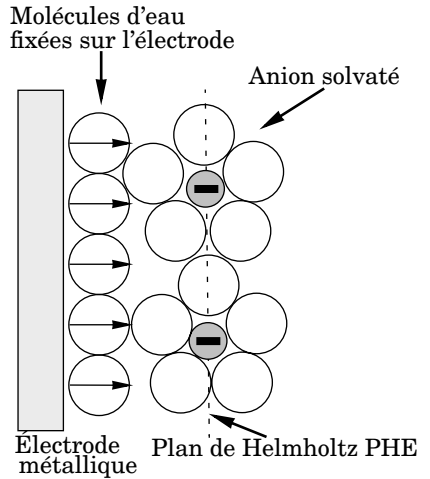 Molécules d'eau
fixées sur l'électrode
Anion solvaté
Électrode
métallique
Plan de Helmholtz PHE